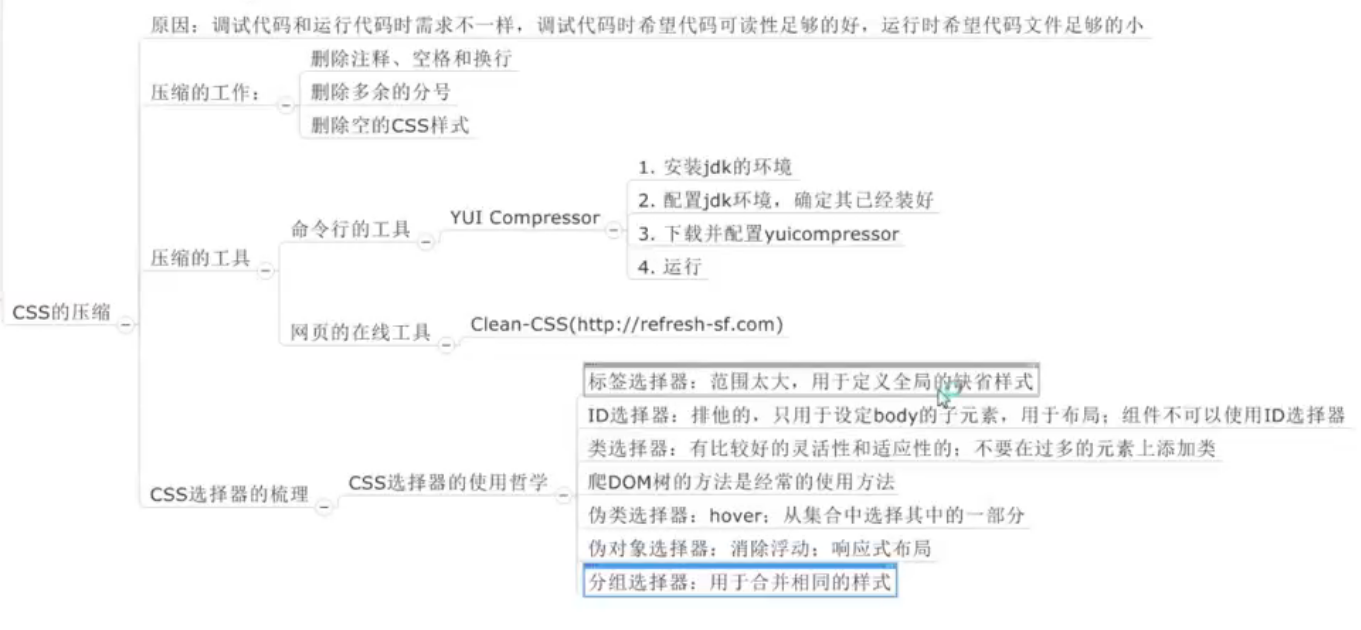 原因：调试代码和运行代码时需求不一样，调试代码时希望代码可读性足够的好，运行时希望代码文件足够的小
压缩的工作：
删除注释、空格和换行
删除多余的分号
删除空的CSS样式
CSS的压缩
压缩的工具
命令行的工具
YUI Compressor
1. 安装jdk的环境
2. 配置jdk环境，确定其已经装好
3. 下载并配置yuicompressor
4. 运行
网页的在线工具
Clean-CSS(http://refresh-sf.com)
CSS选择器的梳理
CSS选择器的使用哲学
标签选择器：范围太大，用于定义全局的缺省样式
ID选择器：排他的，只用于设定body的子元素，用于布局；组件不可以使用ID选择器
类选择器：有比较好的灵活性和适应性的；不要在过多的元素上添加类
爬DOM树的方法是经常的使用方法
伪类选择器：hover；从集合中选择其中的一部分
伪对象选择器：消除浮动；响应式布局
分组选择器：用于合并相同的样式